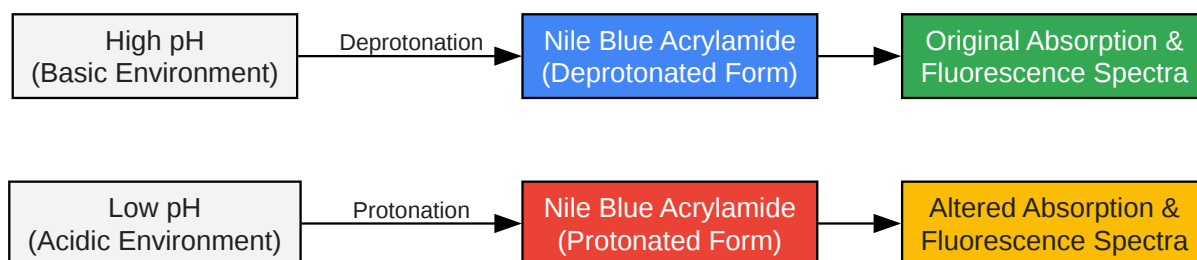 High pH
(Basic Environment)
Deprotonation
Nile Blue Acrylamide
(Deprotonated Form)
Original Absorption &
Fluorescence Spectra
Low pH
(Acidic Environment)
Protonation
Nile Blue Acrylamide
(Protonated Form)
Altered Absorption &
Fluorescence Spectra